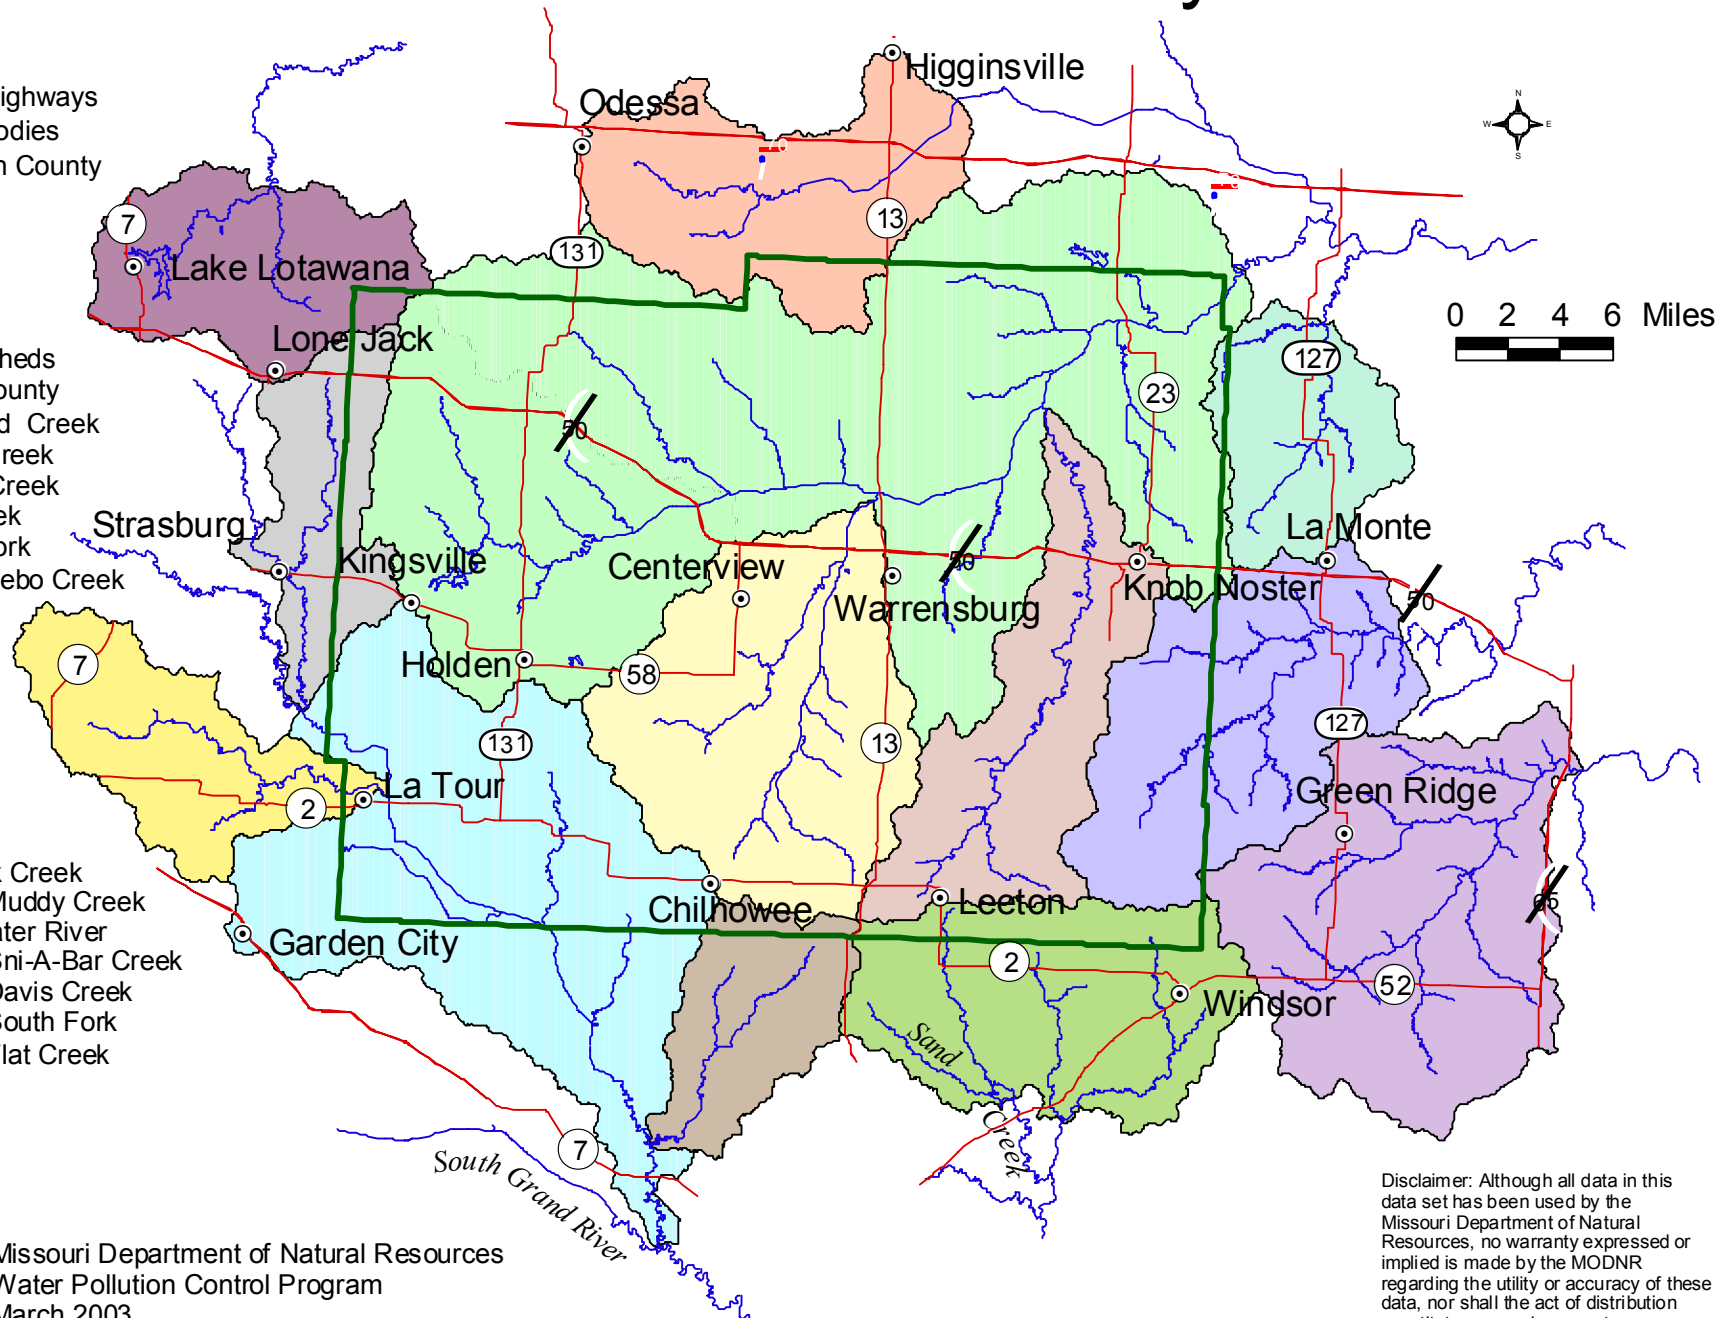 Higginsville
Odessa
ighways
odies
n County
N
W E
S
70
70
7
13
131
Lake Lotawana
0 2 4 6 Miles
Lone Jack
127
heds
ounty
23
d Creek
50
reek
Creek
ek
Strasburg
La Monte
ork
Kingsville
Centerview
50
ebo Creek
Knob Noster
50
Warrensburg
7
Holden
58
127
131
13
La Tour
Green Ridge
2
k Creek
Muddy Creek
65
Chilhowee
Leeton
ater River
Garden City
Sni-A-Bar Creek
2
52
Davis Creek
Windsor
South Fork
Sand
Flat Creek
Creek
7
South Grand River
Disclaimer: Although all data in this
data set has been used by the
Missouri Department of Natural
Resources, no warranty expressed or
implied is made by the MODNR
regarding the utility or accuracy of these
data, nor shall the act of distribution
Missouri Department of Natural Resources
Water Pollution Control Program
March 2003